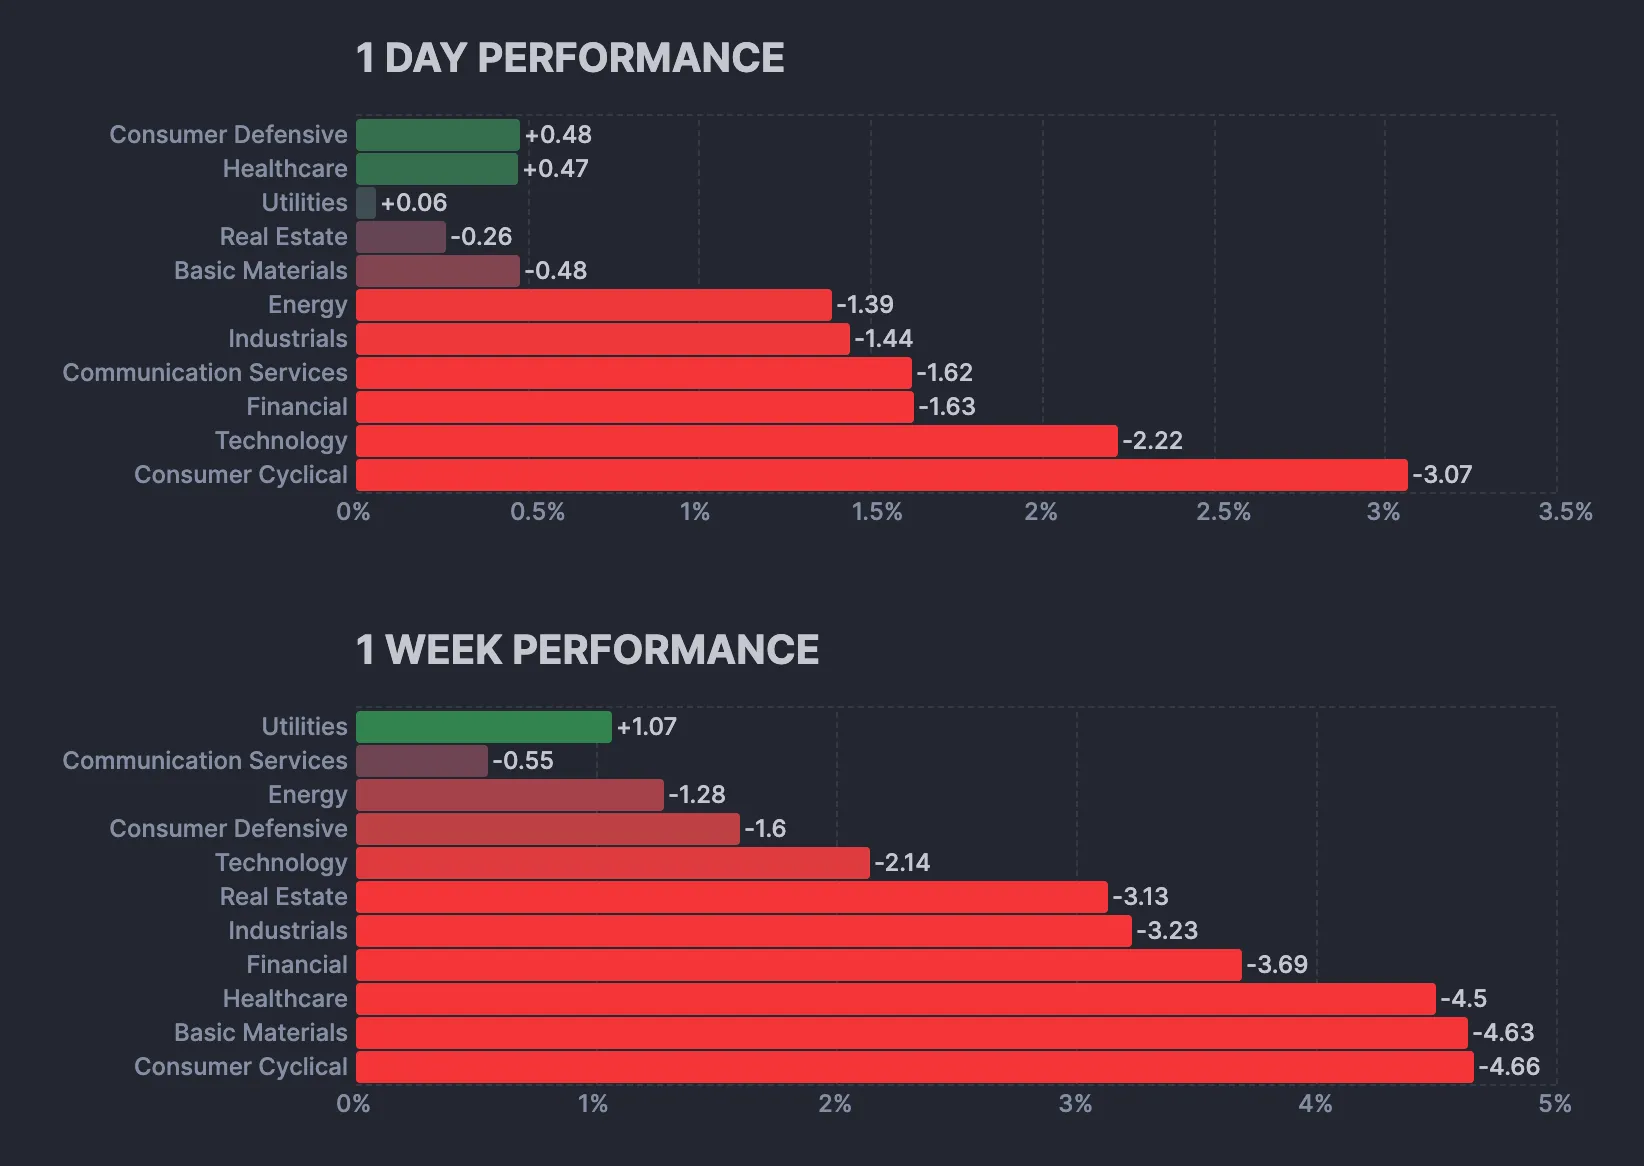 1 DAY PERFORMANCE
Consumer Defensive +0.48
Healthcare +0.47
Utilities +0.06
Real Estate -0.26
Basic Materials -0.48
Energy -1.39
Industrials -1.44
Communication Services -1.62
Financial -1.63
Technology -2.22
Consumer Cyclical -3.07
0% 0.5% 1% 1.5% 2% 2.5% 3% 3.5%
1 WEEK PERFORMANCE
Utilities +1.07
Communication Services -0.55
Energy -1.28
Consumer Defensive -1.6
Technology -2.14
Real Estate -3.13
Industrials -3.23
Financial -3.69
Healthcare -4.5
Basic Materials -4.63
Consumer Cyclical -4.66
0% 1% 2% 3% 4% 5%